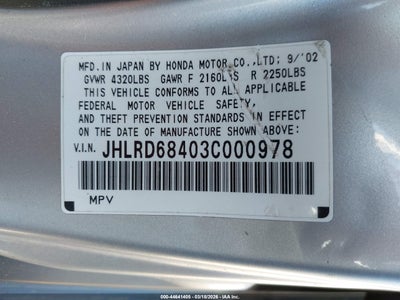 MFD. IN JAPAN BY HONDA MOTOR CO.,LTD; 9/'02
GVWR 4320LBS GAWR F 2160LBS R 2250LBS
THIS VEHICLE CONFORMS TO ALL APPLICABLE
FEDERAL MOTOR VEHICLE SAFETY,
AND THEFT PREVENTION STANDARDS IN EFFECT
ON THE DATE OF MANUFACTURE SHOWN ABOVE:
V.I.N. JHLRD68403C000978
MPV
© 44641405 - 03/18/2026 - IAA Inc.